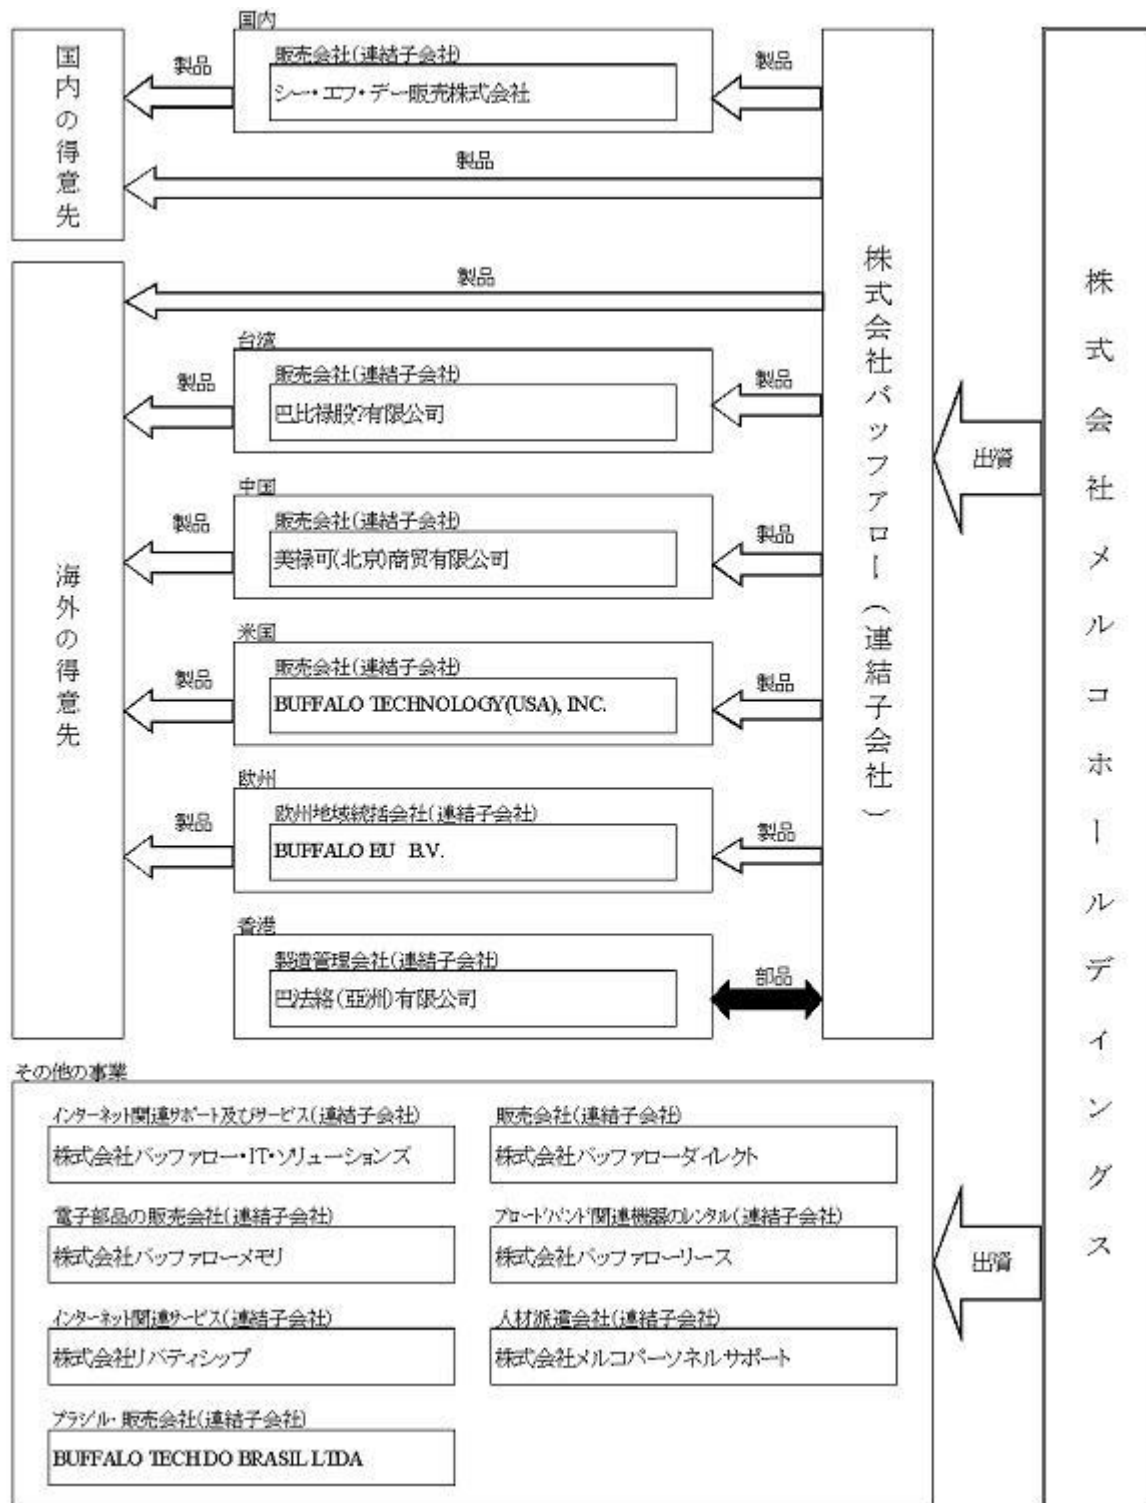 国内
国内の得意先
製品
販売会社(連結子会社)
シー・エフ・デー販売株式会社
製品
製品
製品
海外の得意先
台湾
製品
販売会社(連結子会社)
巴比禄股?有限公司
製品
中国
製品
販売会社(連結子会社)
美禄可(北京)商贸有限公司
製品
米国
製品
販売会社(連結子会社)
BUFFALO TECHNOLOGY(USA), INC.
製品
欧州
製品
欧州地域統括会社(連結子会社)
BUFFALO EU B.V.
製品
香港
製造管理会社(連結子会社)
巴法絡(亞洲)有限公司
部品
株式会社バッファロー(連結子会社)
出資
株式会社メルコホールディングス
その他の事業
インターネット関連サポート及びサービス(連結子会社)
株式会社バッファロー・IT・ソリューションズ
販売会社(連結子会社)
株式会社バッファローダイレクト
電子部品の販売会社(連結子会社)
株式会社バッファローメモリ
ブロードバンド関連機器のレンタル(連結子会社)
株式会社バッファローリース
インターネット関連サービス(連結子会社)
株式会社リバティシップ
人材派遣会社(連結子会社)
株式会社メルコパーソネルサポート
ブラジル・販売会社(連結子会社)
BUFFALO TECH DO BRASIL LTDA
出資